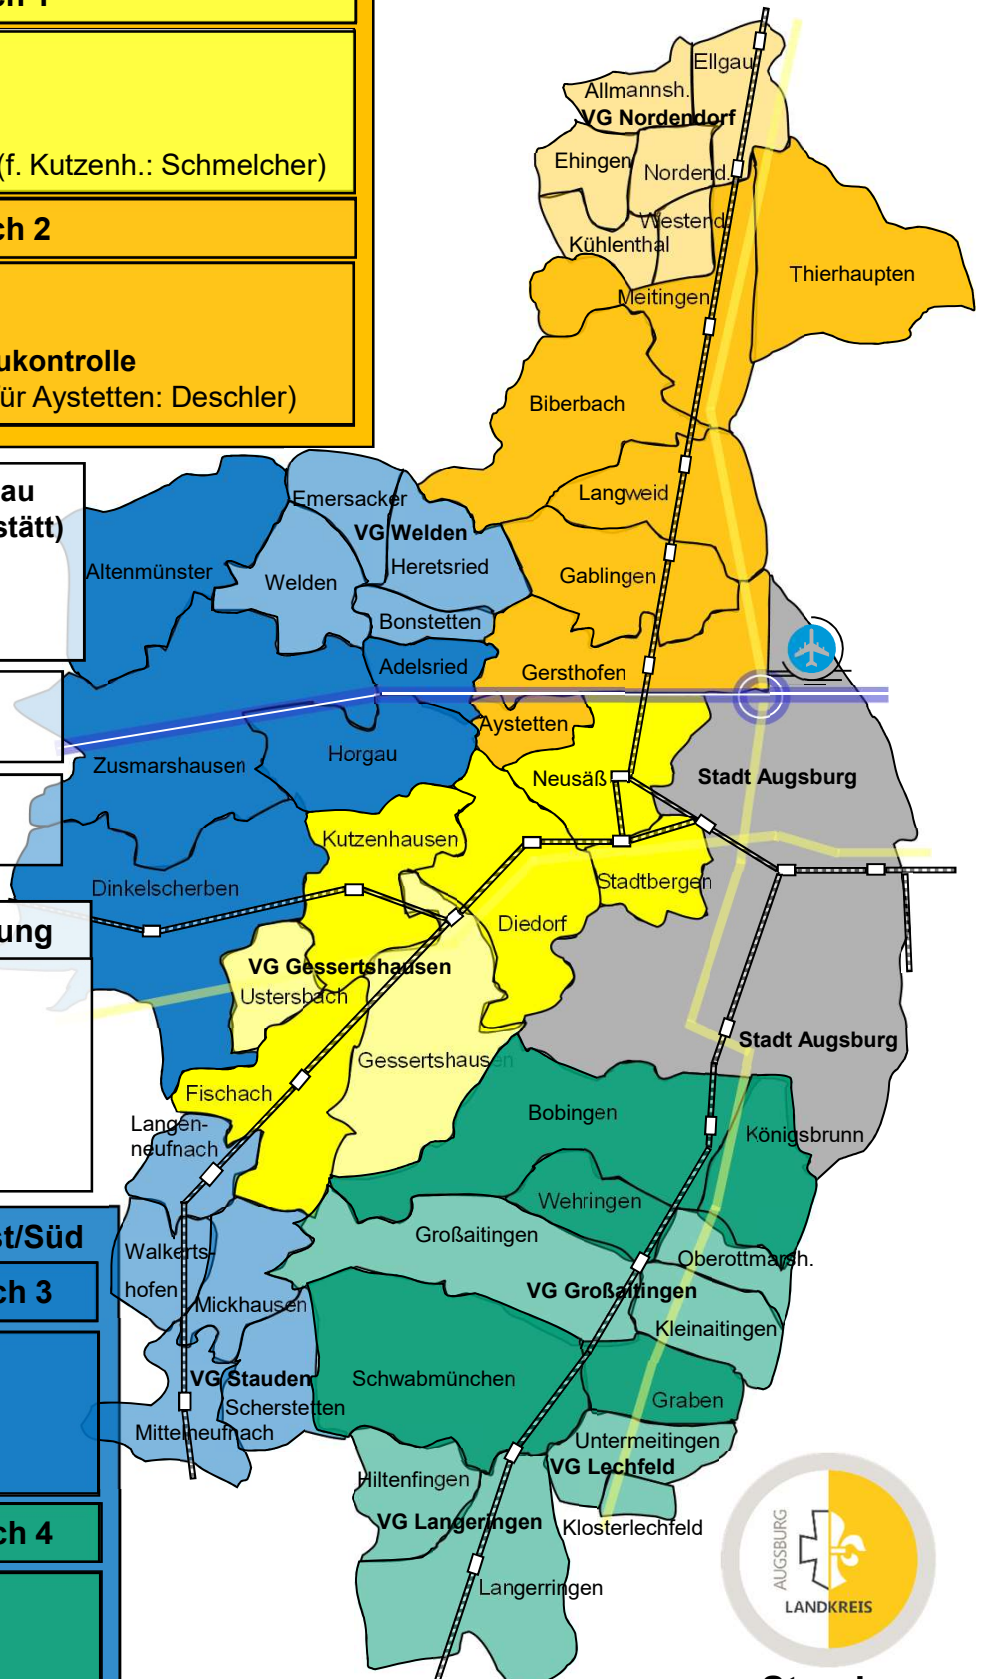 (f. Kutzenh.: Schmelcher)
ch 2
ukontrolle
ür Aystetten: Deschler)
au
stätt)
ung
st/Süd
ch 3
ch 4
Ellgau
Allmannsh.
VG Nordendorf
Ehingen
Nordend.
Westend.
Kühlenthal
Thierhaupten
Meitingen
Biberbach
Langweid
Emersacker
VG Welden
Heretsried
Altenmünster
Welden
Gablingen
Bonstetten
Adelsried
Gersthofen
Aystetten
Horgau
Zusmarshausen
Neusäß
Stadt Augsburg
Kutzenhausen
Dinkelscherben
Stadtbergen
Diedorf
VG Gessertshausen
Ustersbach
Stadt Augsburg
Gessertshausen
Fischach
Bobingen
Langen-
neufnach
Königsbrunn
Wehringen
Großaitingen
Walkerts-
hofen
Oberottmarsh.
VG Großaitingen
Mickhausen
Kleinaitingen
VG Stauden
Schwabmünchen
Scherstetten
Graben
Mittelneufnach
Untermeitingen
VG Lechfeld
Hiltenfingen
VG Langeringen
Klosterlechfeld
Langerringen
AUGSBURG
LANDKREIS